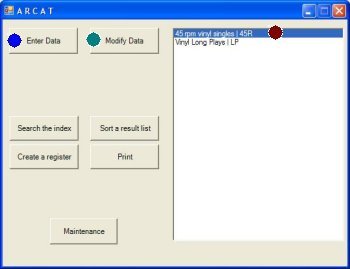 A R C A T
Enter Data
Modify Data
45 rpm vinyl singles | 45R
Vinyl Long Plays | LP
Search the index
Sort a result list
Create a register
Print
Maintenance